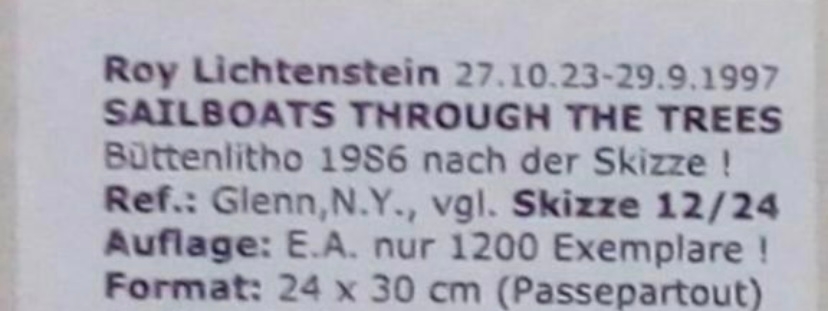 Roy Lichtenstein 27.10.23-29.9.1997
SAILBOATS THROUGH THE TREES
Büttenlitho 1986 nach der Skizze !
Ref.: Glenn,N.Y., vgl. Skizze 12/24
Auflage: E.A. nur 1200 Exemplare !
Format: 24 x 30 cm (Passepartout)